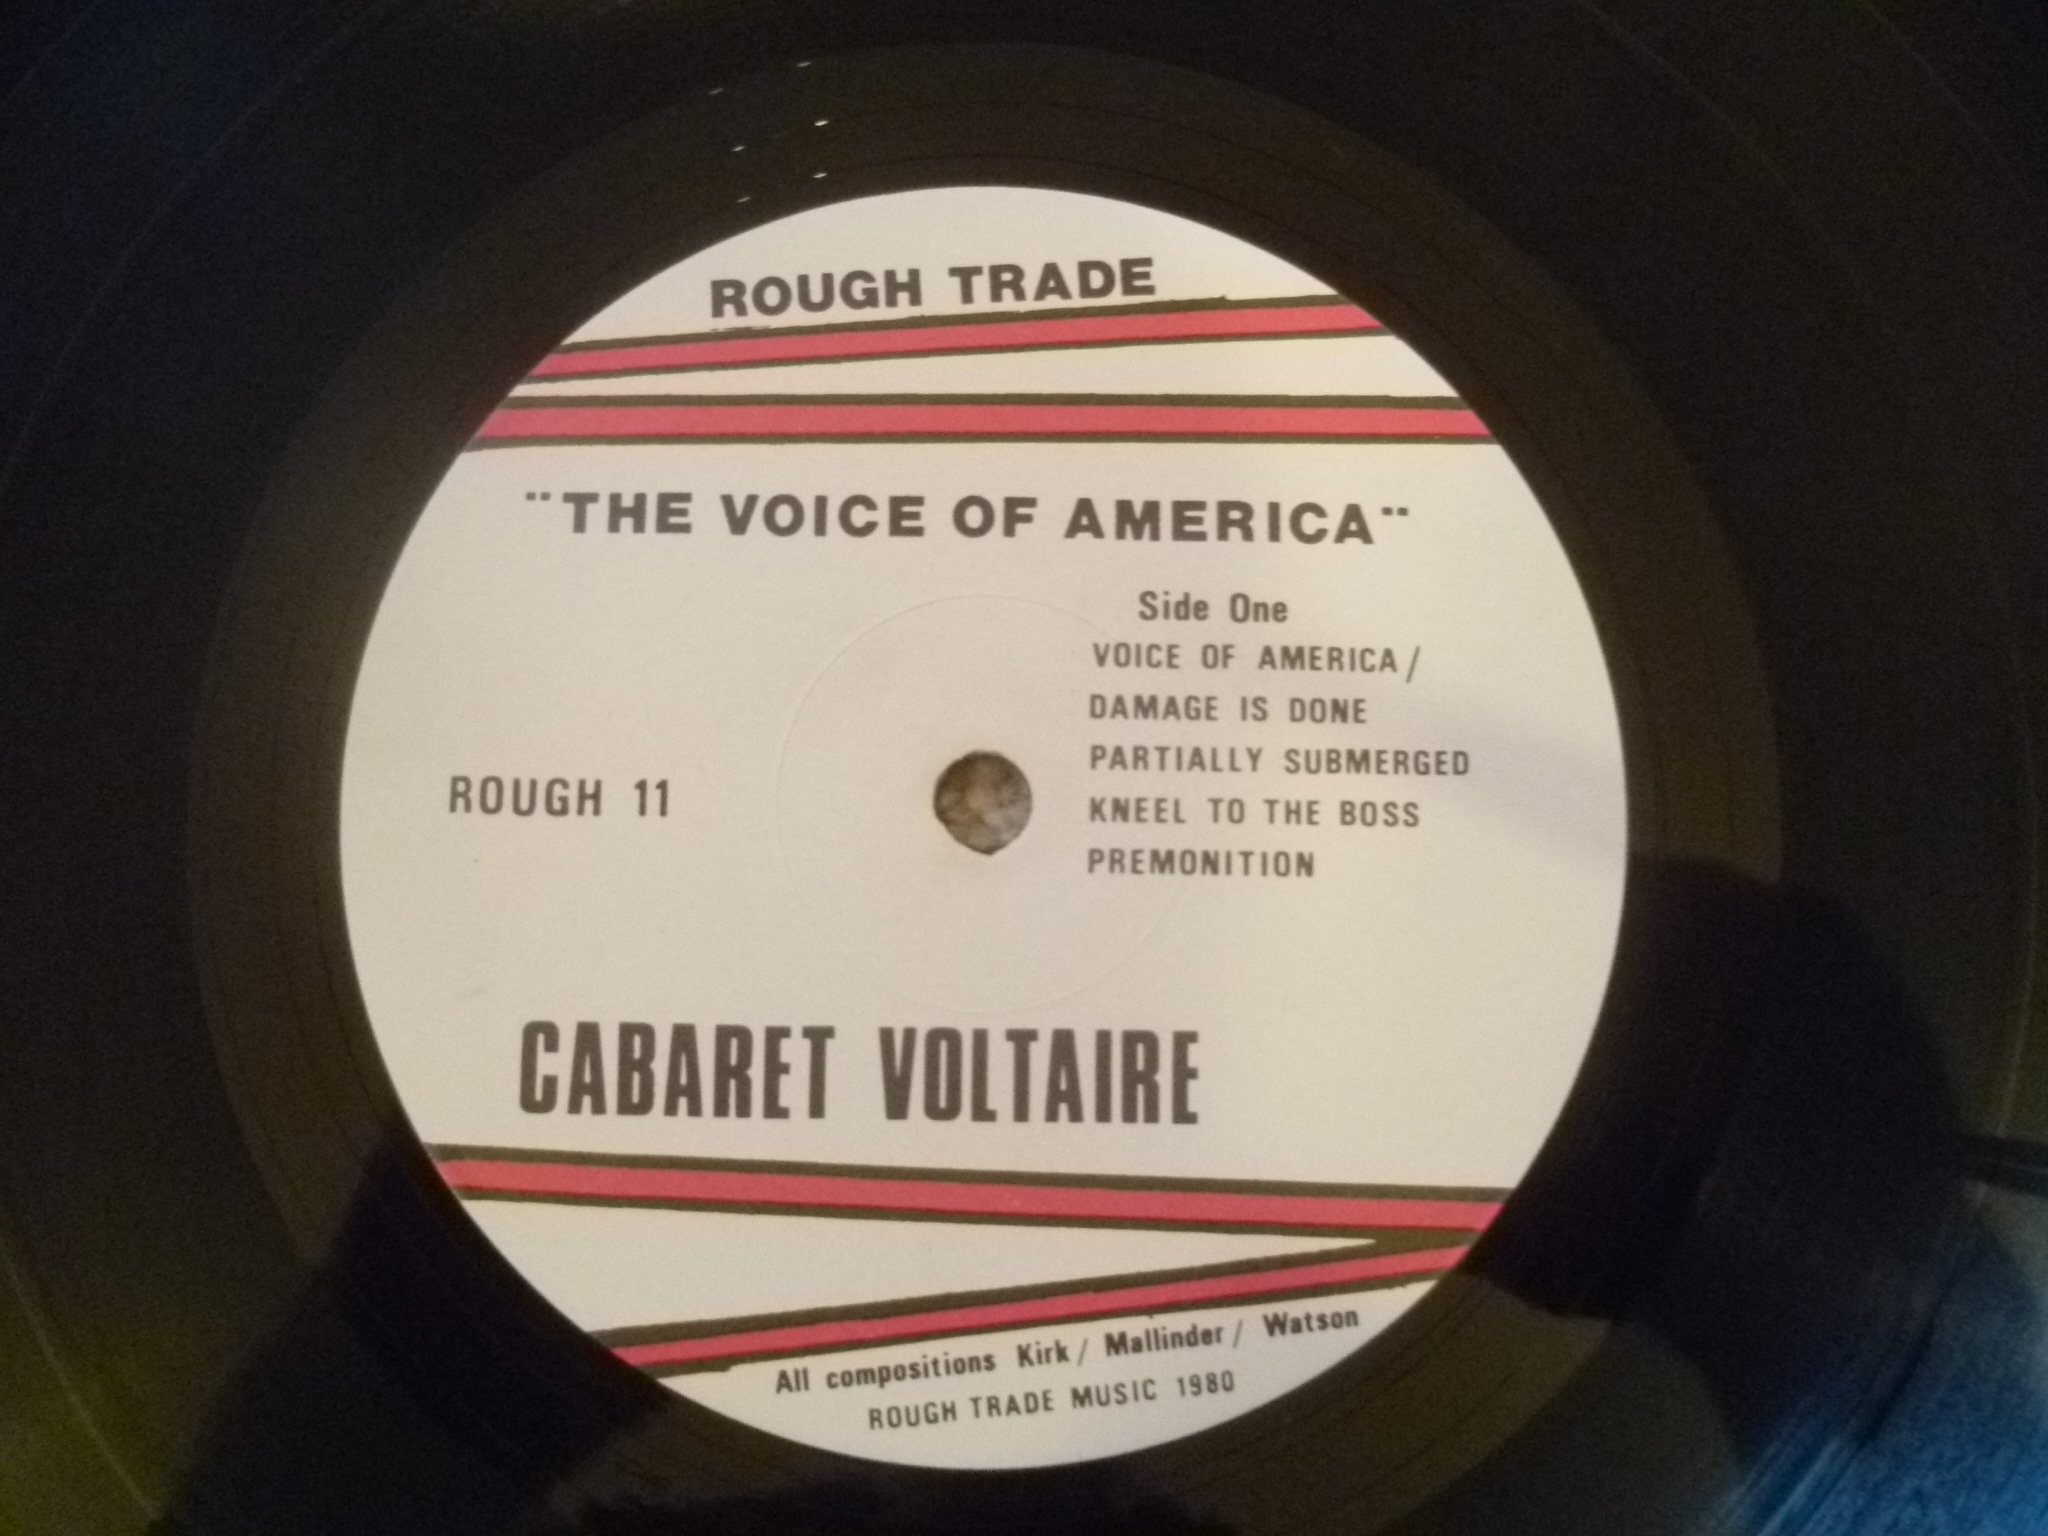 ROUGH TRADE
"THE VOICE OF AMERICA"
Side One
VOICE OF AMERICA/
DAMAGE IS DONE
PARTIALLY SUBMERGED
ROUGH 11
KNEEL TO THE BOSS
PREMONITION
CABARET VOLTAIRE
All compositions Kirk/ Mallinder/ Watson
ROUGH TRADE MUSIC 1980